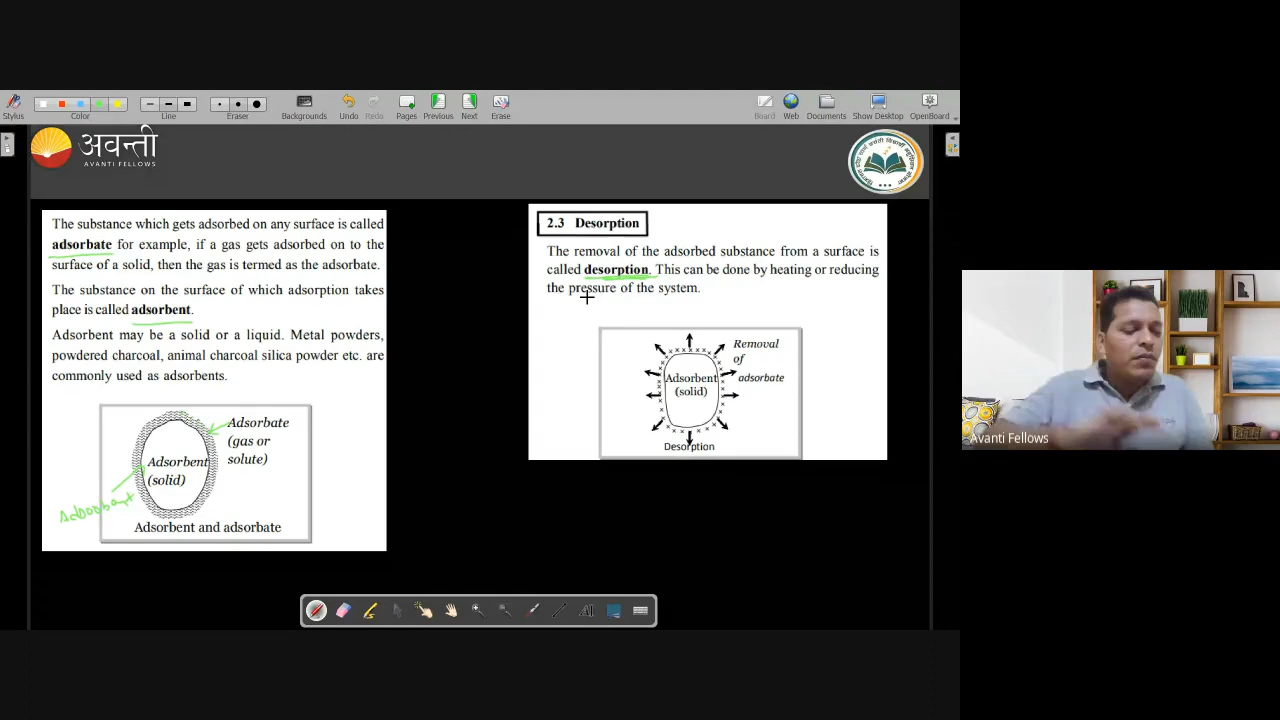 Stylus
Color
Line
Eraser
Backgrounds
Undo
Redo
Pages
Previous
Next
Erase
Board
Web
Documents
Show Desktop
OpenBoard
अवन्ती
AVANTI FELLOWS
The substance which gets adsorbed on any surface is called
adsorbate for example, if a gas gets adsorbed on to the
surface of a solid, then the gas is termed as the adsorbate.
The substance on the surface of which adsorption takes
place is called adsorbent.
Adsorbent may be a solid or a liquid. Metal powders,
powdered charcoal, animal charcoal silica powder etc. are
commonly used as adsorbents.
Adsorbate
(gas or
solute)
Adsorbent
(solid)
Adsorbent and adsorbate
2.3 Desorption
The removal of the adsorbed substance from a surface is
called desorption. This can be done by heating or reducing
the pressure of the system.
Removal
of
adsorbate
Adsorbent
(solid)
Desorption
Avanti Fellows